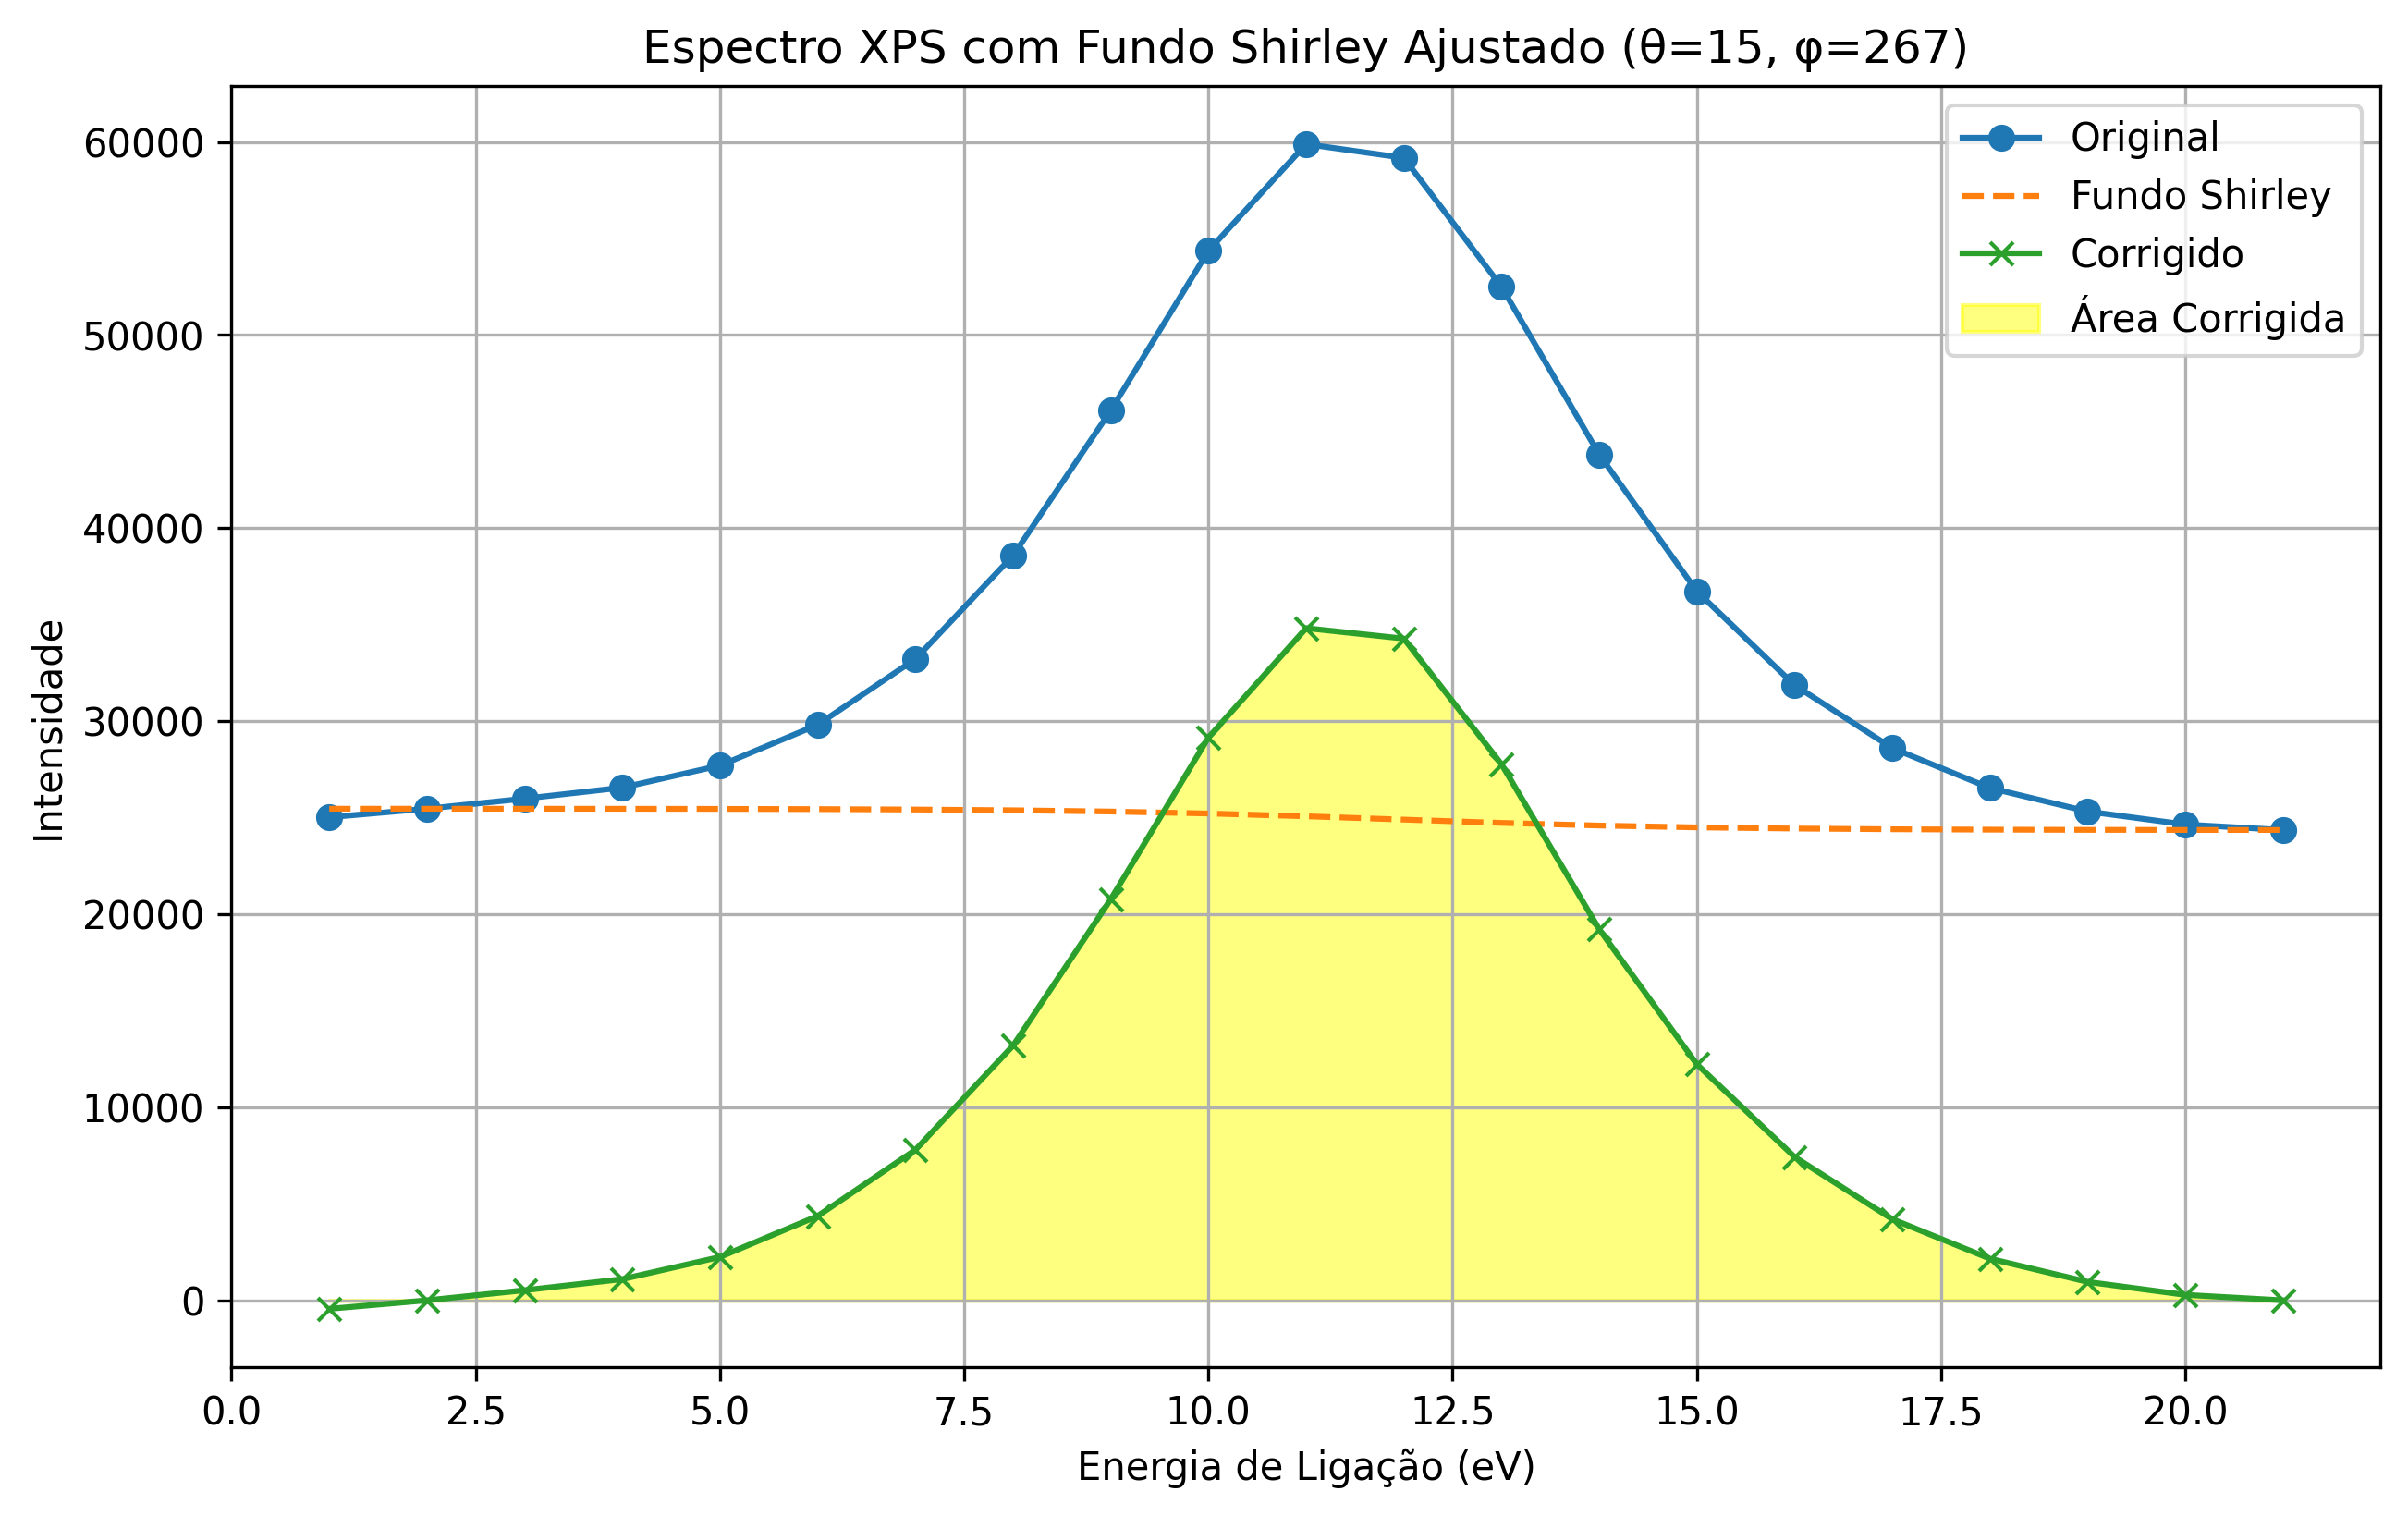 Espectro XPS com Fundo Shirley Ajustado (θ=15, φ=267)
Original
Fundo Shirley
Corrigido
Área Corrigida
60000
50000
40000
30000
20000
10000
0
Intensidade
0.0 2.5 5.0 7.5 10.0 12.5 15.0 17.5 20.0
Energia de Ligação (eV)